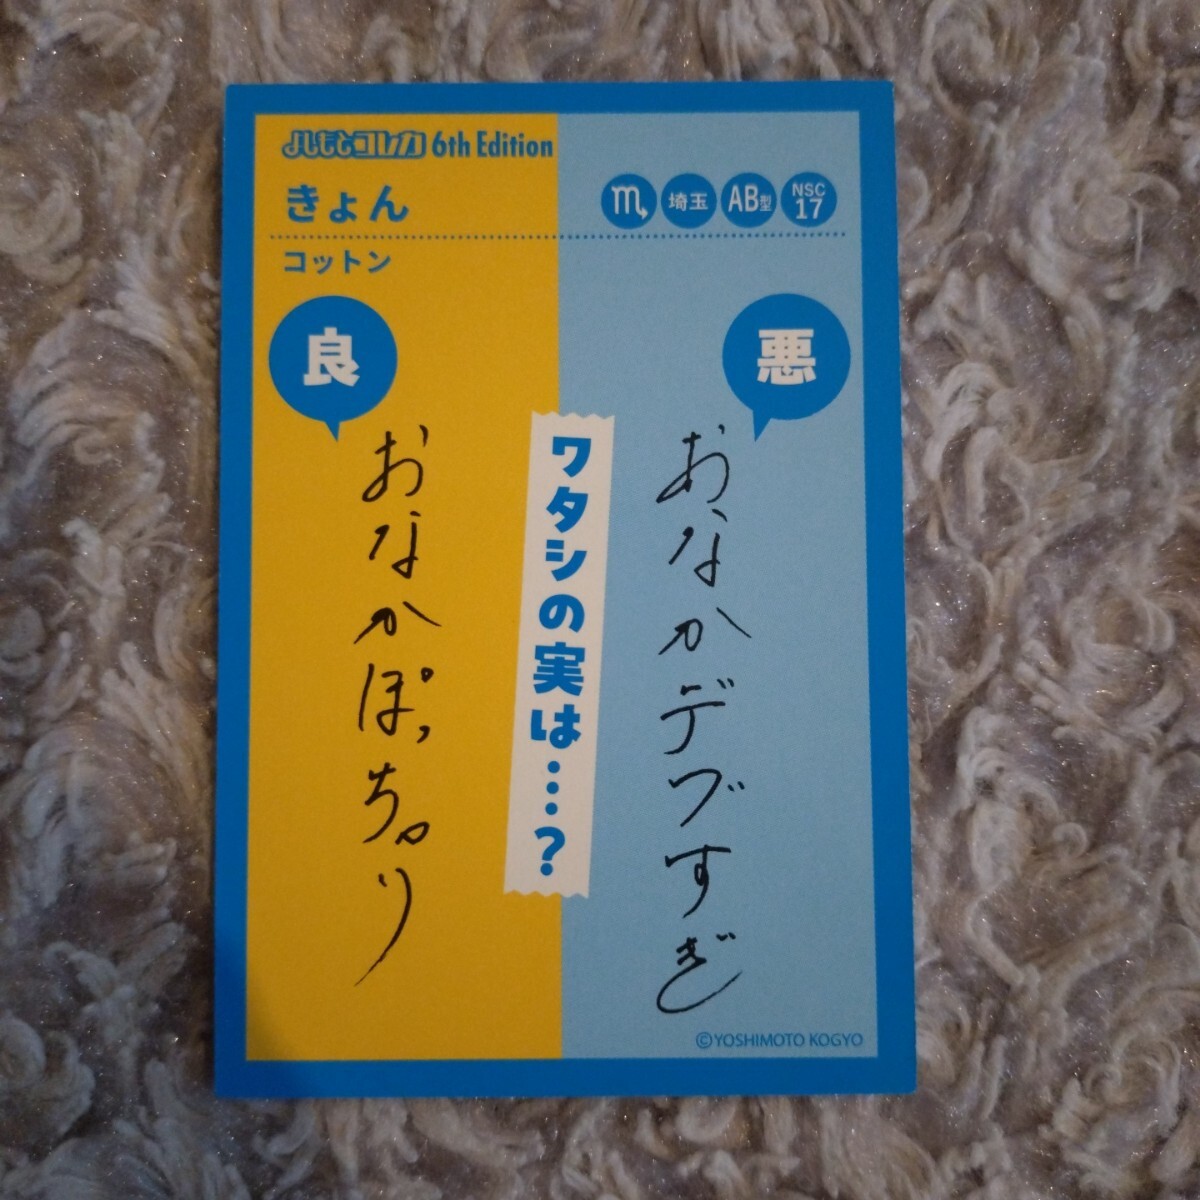 よしもとコレカ 6th Edition
きょん
♏ 埼玉 AB型 NSC 17
コットン
良
おなかぽっちゃり
ワタシの実は…?
悪
おなかデブすぎ
©YOSHIMOTO KOGYO